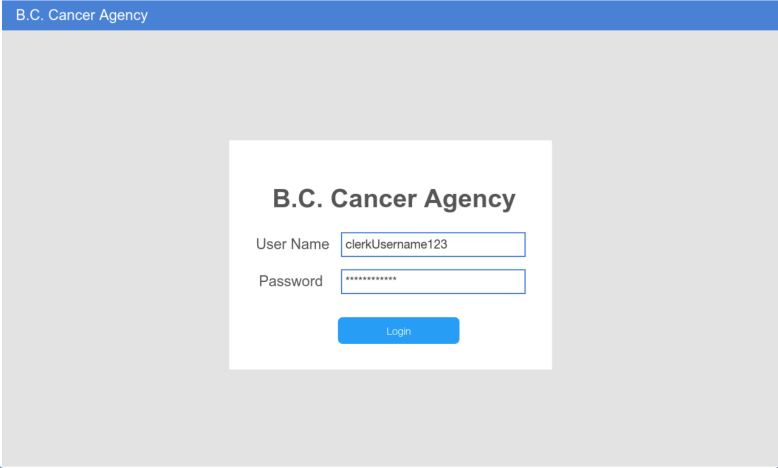 B.C. Cancer Agency
B.C. Cancer Agency
User Name clerkUsername123
Password ************
Login